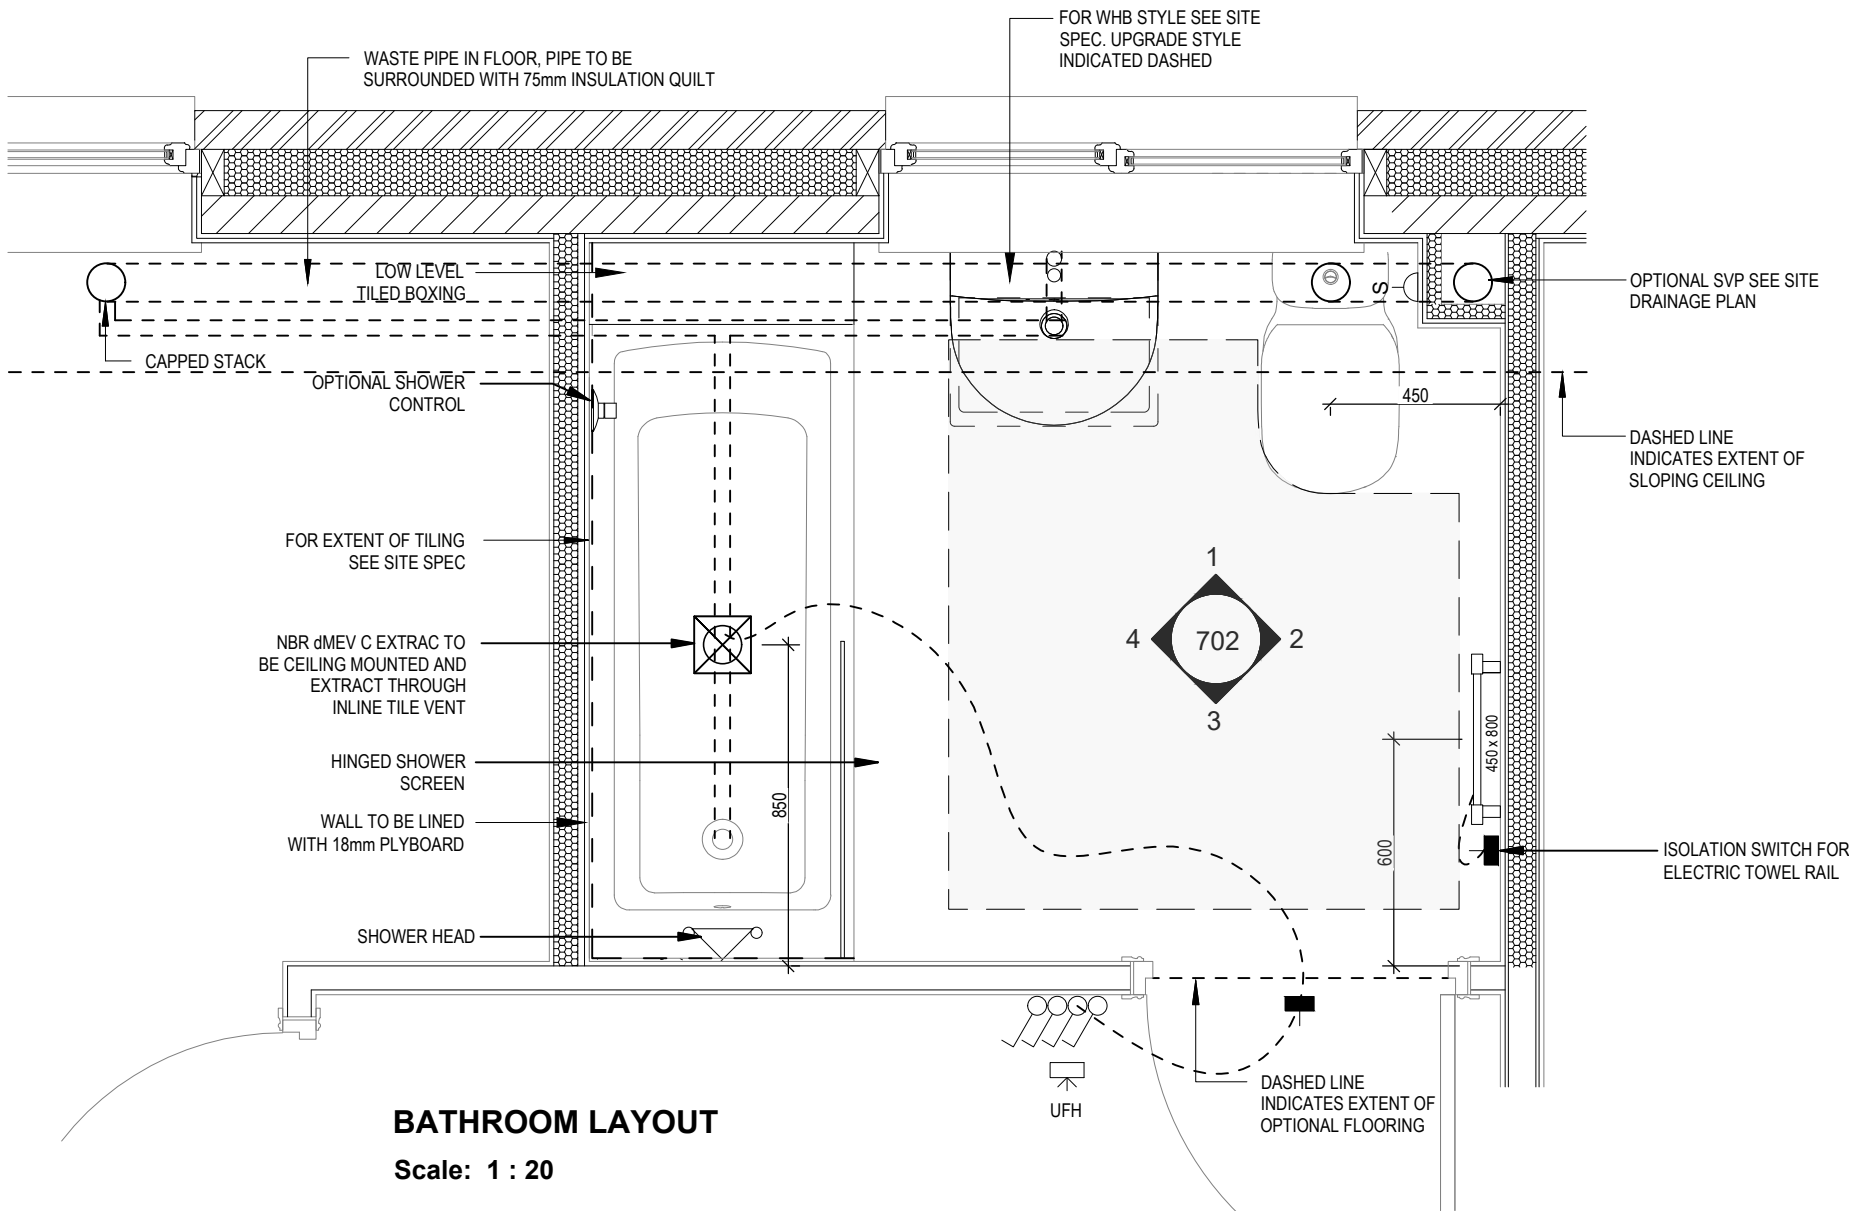 FOR WHB STYLE SEE SITE
SPEC. UPGRADE STYLE
INDICATED DASHED
WASTE PIPE IN FLOOR, PIPE TO BE
SURROUNDED WITH 75mm INSULATION QUILT
LOW LEVEL
TILED BOXING
S
OPTIONAL SVP SEE SITE
DRAINAGE PLAN
CAPPED STACK
OPTIONAL SHOWER
CONTROL
450
DASHED LINE
INDICATES EXTENT OF
SLOPING CEILING
FOR EXTENT OF TILING
SEE SITE SPEC
1
4
702
2
3
NBR dMEV C EXTRAC TO
BE CEILING MOUNTED AND
EXTRACT THROUGH
INLINE TILE VENT
450 x 800
HINGED SHOWER
SCREEN
850
WALL TO BE LINED
WITH 18mm PLYBOARD
600
ISOLATION SWITCH FOR
ELECTRIC TOWEL RAIL
SHOWER HEAD
UFH
DASHED LINE
INDICATES EXTENT OF
OPTIONAL FLOORING
BATHROOM LAYOUT
Scale: 1 : 20